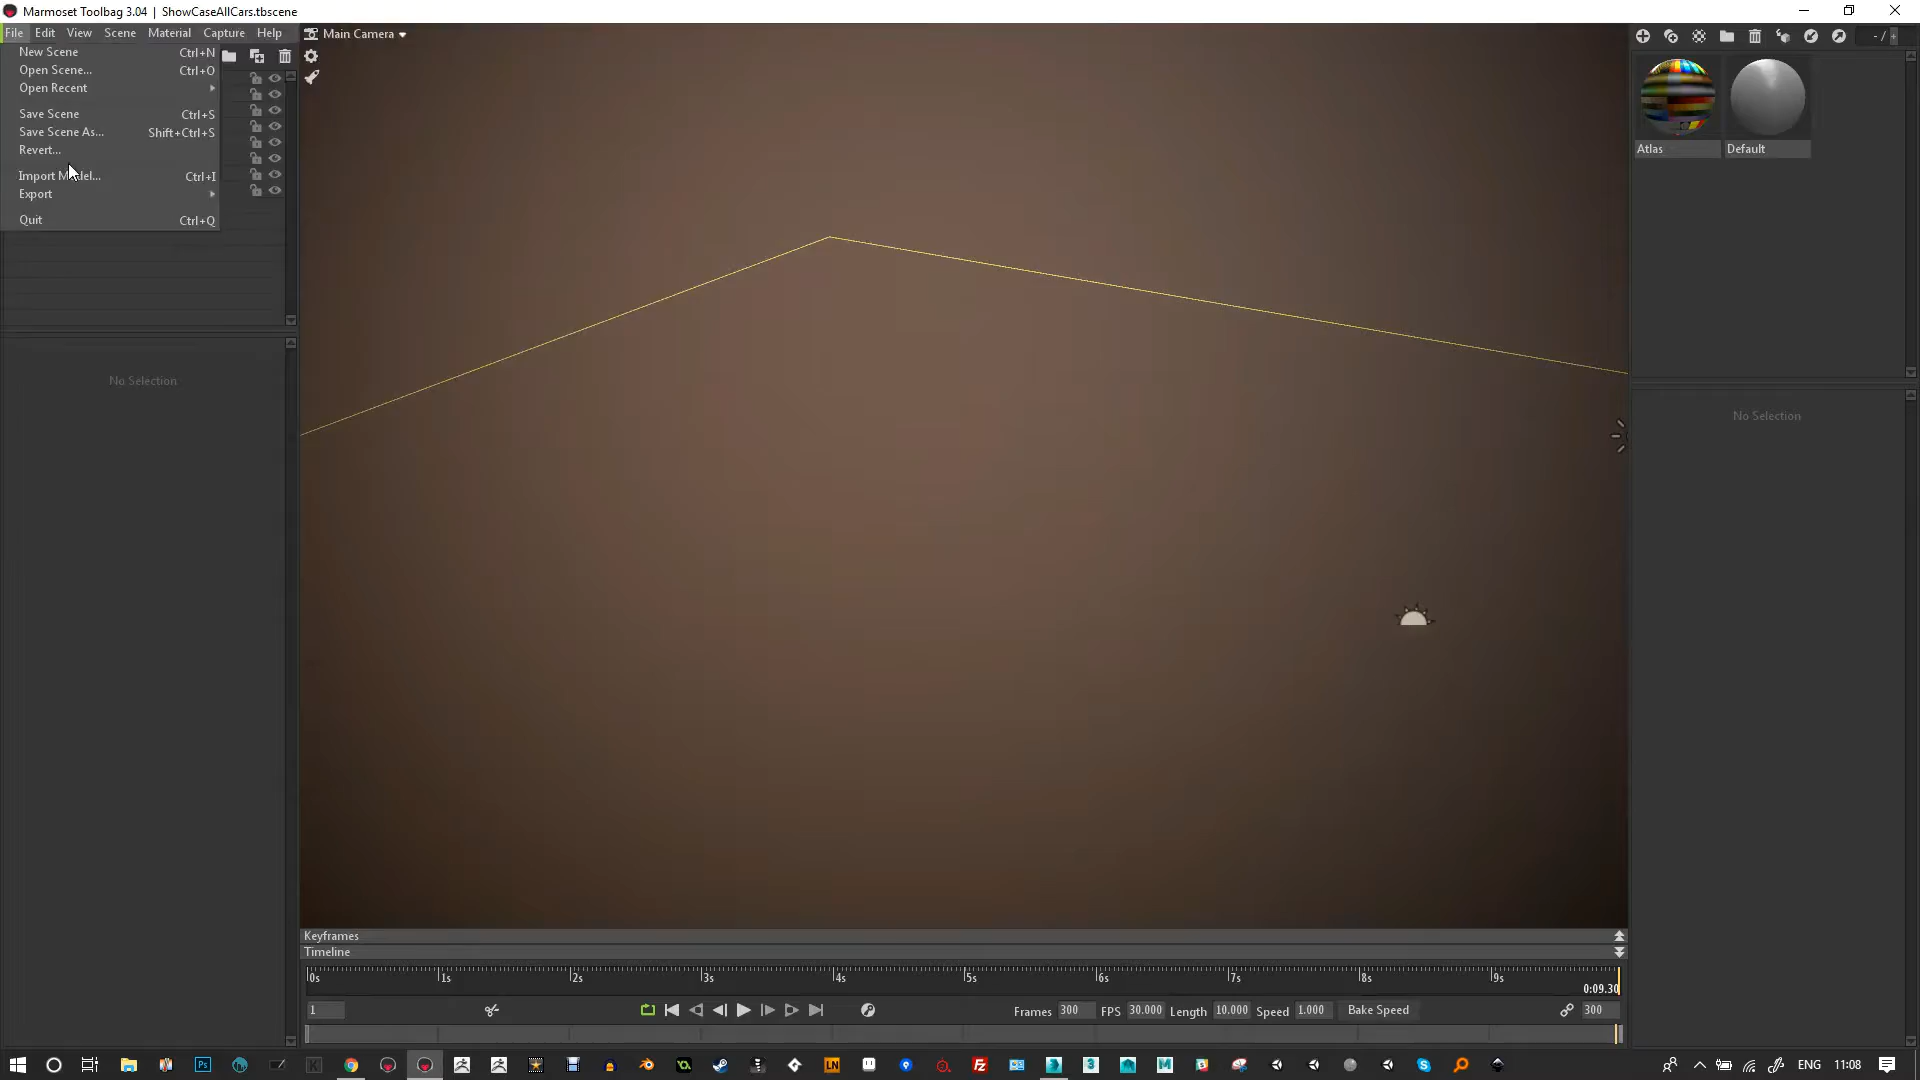 Marmoset Toolbag 3.04 | ShowCaseAllCars.tbscene
File Edit View Scene Material Capture Help
Main Camera
New Scene Ctrl+N
Open Scene... Ctrl+O
Open Recent
Save Scene Ctrl+S
Save Scene As... Shift+Ctrl+S
Revert...
Import Ctrl+I
Export
Quit Ctrl+Q
- / +
Atlas Default
No Selection
No Selection
Keyframes
Timeline
0s 1s 2s 3s 4s 5s 6s 7s 8s 9s
0:09.30
1 Frames 300 FPS 30.000 Length 10.000 Speed 1.000 Bake Speed 300
Ps K LN Fz 3 M S ENG 11:08